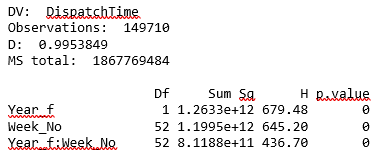 DV: DispatchTime
Observations: 149710
D: 0.9953849
MS total: 1867769484
Df Sum Sq H p.value
Year_f 1 1.2633e+12 679.48 0
Week_No 52 1.1995e+12 645.20 0
Year_f:Week_No 52 8.1188e+11 436.70 0